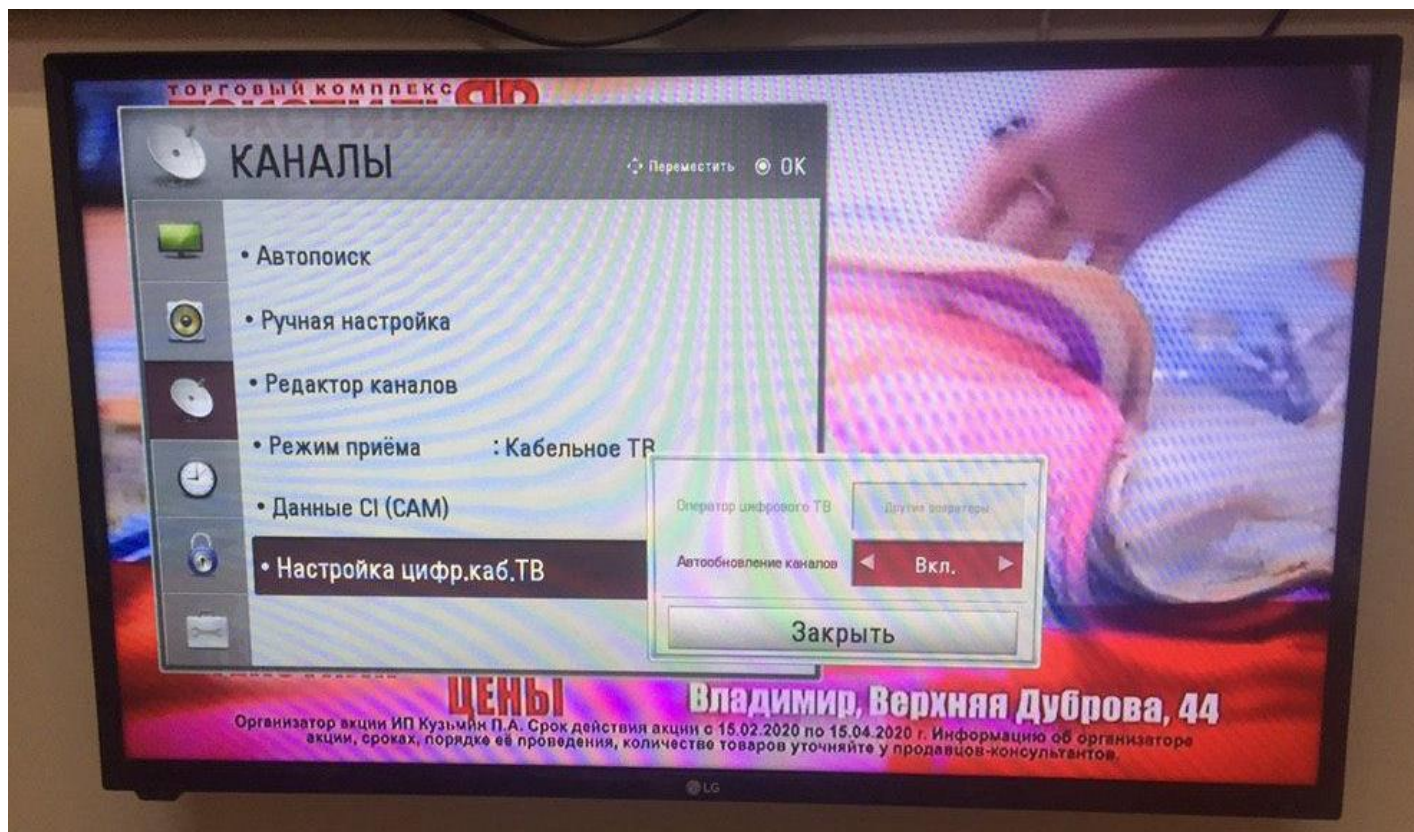 ТОРГОВЫЙ КОМПЛЕКС
КАНАЛЫ
Переместить OK
• Автопоиск
• Ручная настройка
• Редактор каналов
• Режим приёма : Кабельное ТВ
• Данные CI (CAM)
• Настройка цифр.каб.ТВ
Оператор цифрового ТВ Другие операторы
Автообновление каналов Вкл.
Закрыть
ЦЕНЫ
Владимир, Верхняя Дуброва, 44
Организатор акции ИП Кузьмин П.А. Срок действия акции с 15.02.2020 по 15.04.2020 г. Информацию об организаторе
акции, сроках, порядке её проведения, количестве товаров уточняйте у продавцов-консультантов.
LG